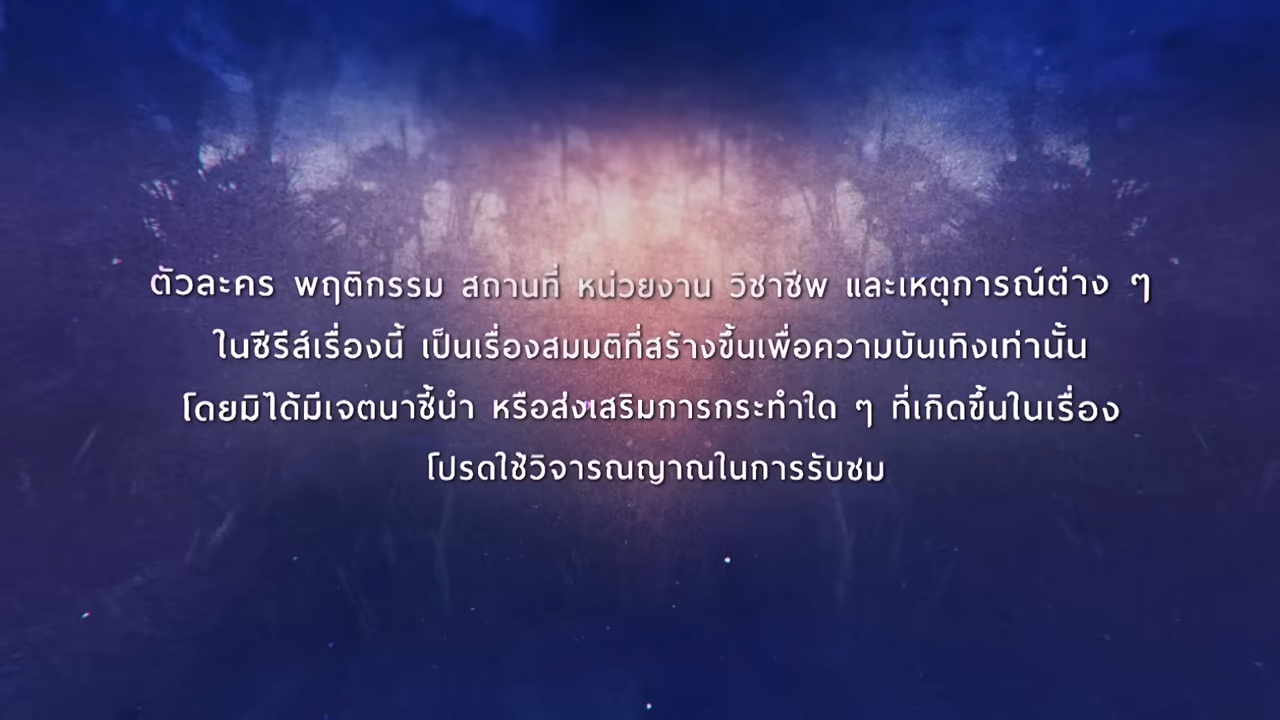 ตัวละคร พฤติกรรม สถานที่ หน่วยงาน วิชาชีพ และเหตุการณ์ต่าง ๆ
ในซีรีส์เรื่องนี้ เป็นเรื่องสมมติที่สร้างขึ้นเพื่อความบันเทิงเท่านั้น
โดยมิได้มีเจตนาชี้นำ หรือส่งเสริมการกระทำใด ๆ ที่เกิดขึ้นในเรื่อง
โปรดใช้วิจารณญาณในการรับชม